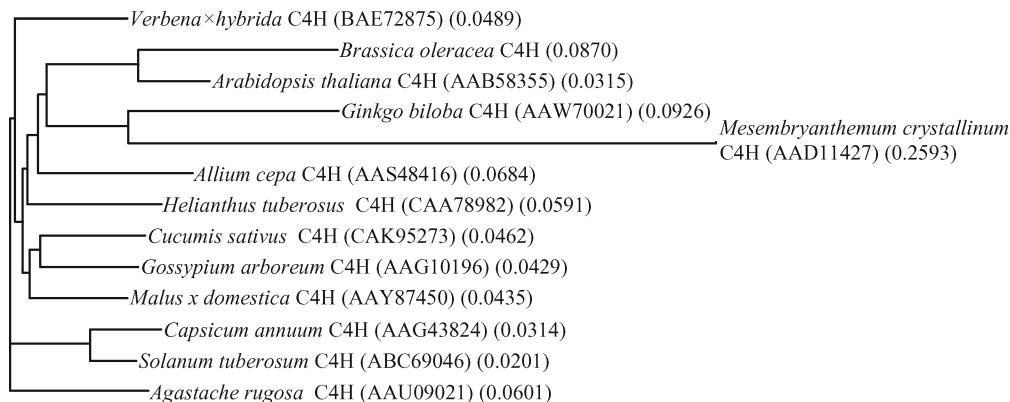 Verbena×hybrida C4H (BAE72875) (0.0489)
Brassica oleracea C4H (0.0870)
Arabidopsis thaliana C4H (AAB58355) (0.0315)
Ginkgo biloba C4H (AAW70021) (0.0926)
Mesembryanthemum crystallinum
C4H (AAD11427) (0.2593)
Allium cepa C4H (AAS48416) (0.0684)
Helianthus tuberosus C4H (CAA78982) (0.0591)
Cucumis sativus C4H (CAK95273) (0.0462)
Gossypium arboreum C4H (AAG10196) (0.0429)
Malus x domestica C4H (AAY87450) (0.0435)
Capsicum annuum C4H (AAG43824) (0.0314)
Solanum tuberosum C4H (ABC69046) (0.0201)
Agastache rugosa C4H (AAU09021) (0.0601)